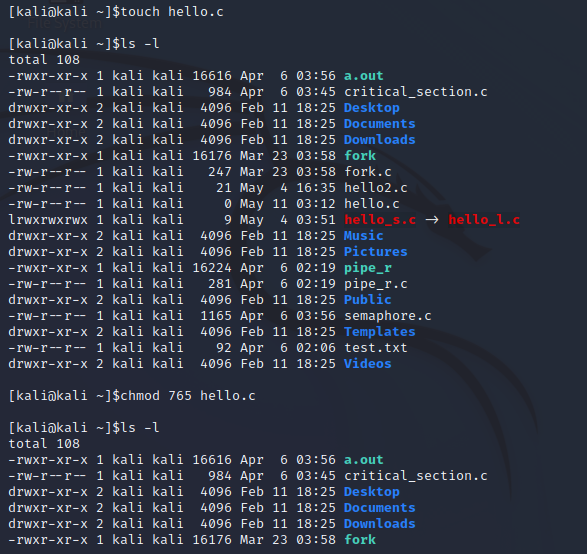 [kali@kali ~]$touch hello.c
[kali@kali ~]$ls -l
total 108
-rwxr-xr-x 1 kali kali 16616 Apr  6 03:56 a.out
-rw-r--r-- 1 kali kali   984 Apr  6 03:45 critical_section.c
drwxr-xr-x 2 kali kali  4096 Feb 11 18:25 Desktop
drwxr-xr-x 2 kali kali  4096 Feb 11 18:25 Documents
drwxr-xr-x 2 kali kali  4096 Feb 11 18:25 Downloads
-rwxr-xr-x 1 kali kali 16176 Mar 23 03:58 fork
-rw-r--r-- 1 kali kali   247 Mar 23 03:58 fork.c
-rw-r--r-- 1 kali kali    21 May  4 16:35 hello2.c
-rw-r--r-- 1 kali kali     0 May 11 03:12 hello.c
lrwxrwxrwx 1 kali kali     9 May  4 03:51 hello_s.c -> hello_l.c
drwxr-xr-x 2 kali kali  4096 Feb 11 18:25 Music
drwxr-xr-x 2 kali kali  4096 Feb 11 18:25 Pictures
-rwxr-xr-x 1 kali kali 16224 Apr  6 02:19 pipe_r
-rw-r--r-- 1 kali kali   281 Apr  6 02:19 pipe_r.c
drwxr-xr-x 2 kali kali  4096 Feb 11 18:25 Public
-rw-r--r-- 1 kali kali  1165 Apr  6 03:56 semaphore.c
drwxr-xr-x 2 kali kali  4096 Feb 11 18:25 Templates
-rw-r--r-- 1 kali kali    92 Apr  6 02:06 test.txt
drwxr-xr-x 2 kali kali  4096 Feb 11 18:25 Videos
[kali@kali ~]$chmod 765 hello.c
[kali@kali ~]$ls -l
total 108
-rwxr-xr-x 1 kali kali 16616 Apr  6 03:56 a.out
-rw-r--r-- 1 kali kali   984 Apr  6 03:45 critical_section.c
drwxr-xr-x 2 kali kali  4096 Feb 11 18:25 Desktop
drwxr-xr-x 2 kali kali  4096 Feb 11 18:25 Documents
drwxr-xr-x 2 kali kali  4096 Feb 11 18:25 Downloads
-rwxr-xr-x 1 kali kali 16176 Mar 23 03:58 fork